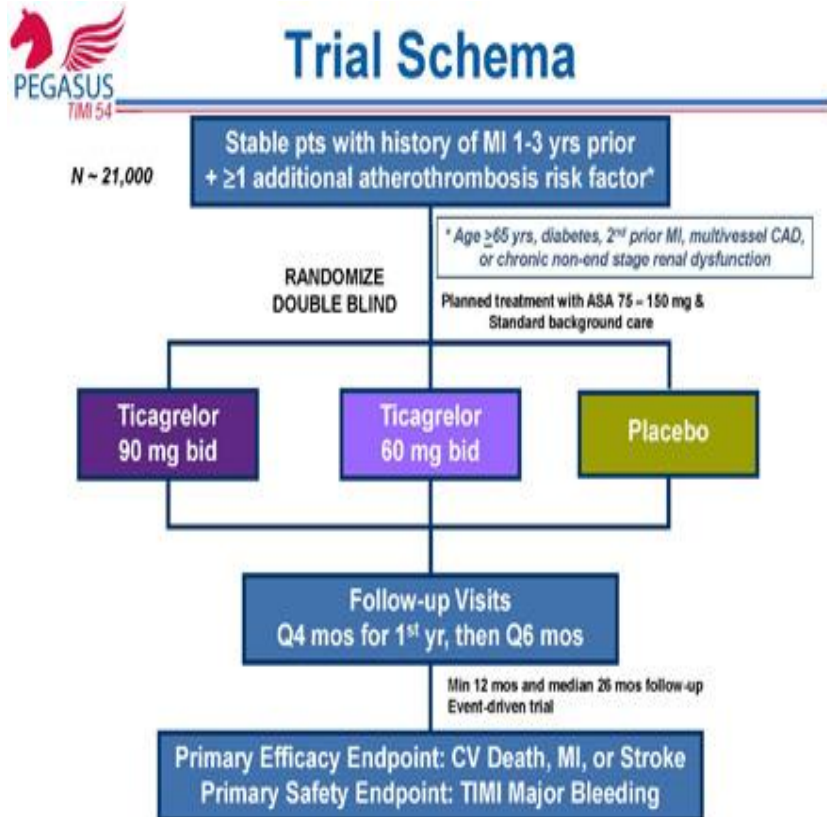 PEGASUS
TIMI 54
Trial Schema
N ~ 21,000
Stable pts with history of MI 1-3 yrs prior
+ ≥1 additional atherothrombosis risk factor*
* Age ≥65 yrs, diabetes, 2nd prior MI, multivessel CAD,
or chronic non-end stage renal dysfunction
RANDOMIZE
DOUBLE BLIND
Planned treatment with ASA 75 – 150 mg &
Standard background care
Ticagrelor
90 mg bid
Ticagrelor
60 mg bid
Placebo
Follow-up Visits
Q4 mos for 1st yr, then Q6 mos
Min 12 mos and median 26 mos follow-up
Event-driven trial
Primary Efficacy Endpoint: CV Death, MI, or Stroke
Primary Safety Endpoint: TIMI Major Bleeding